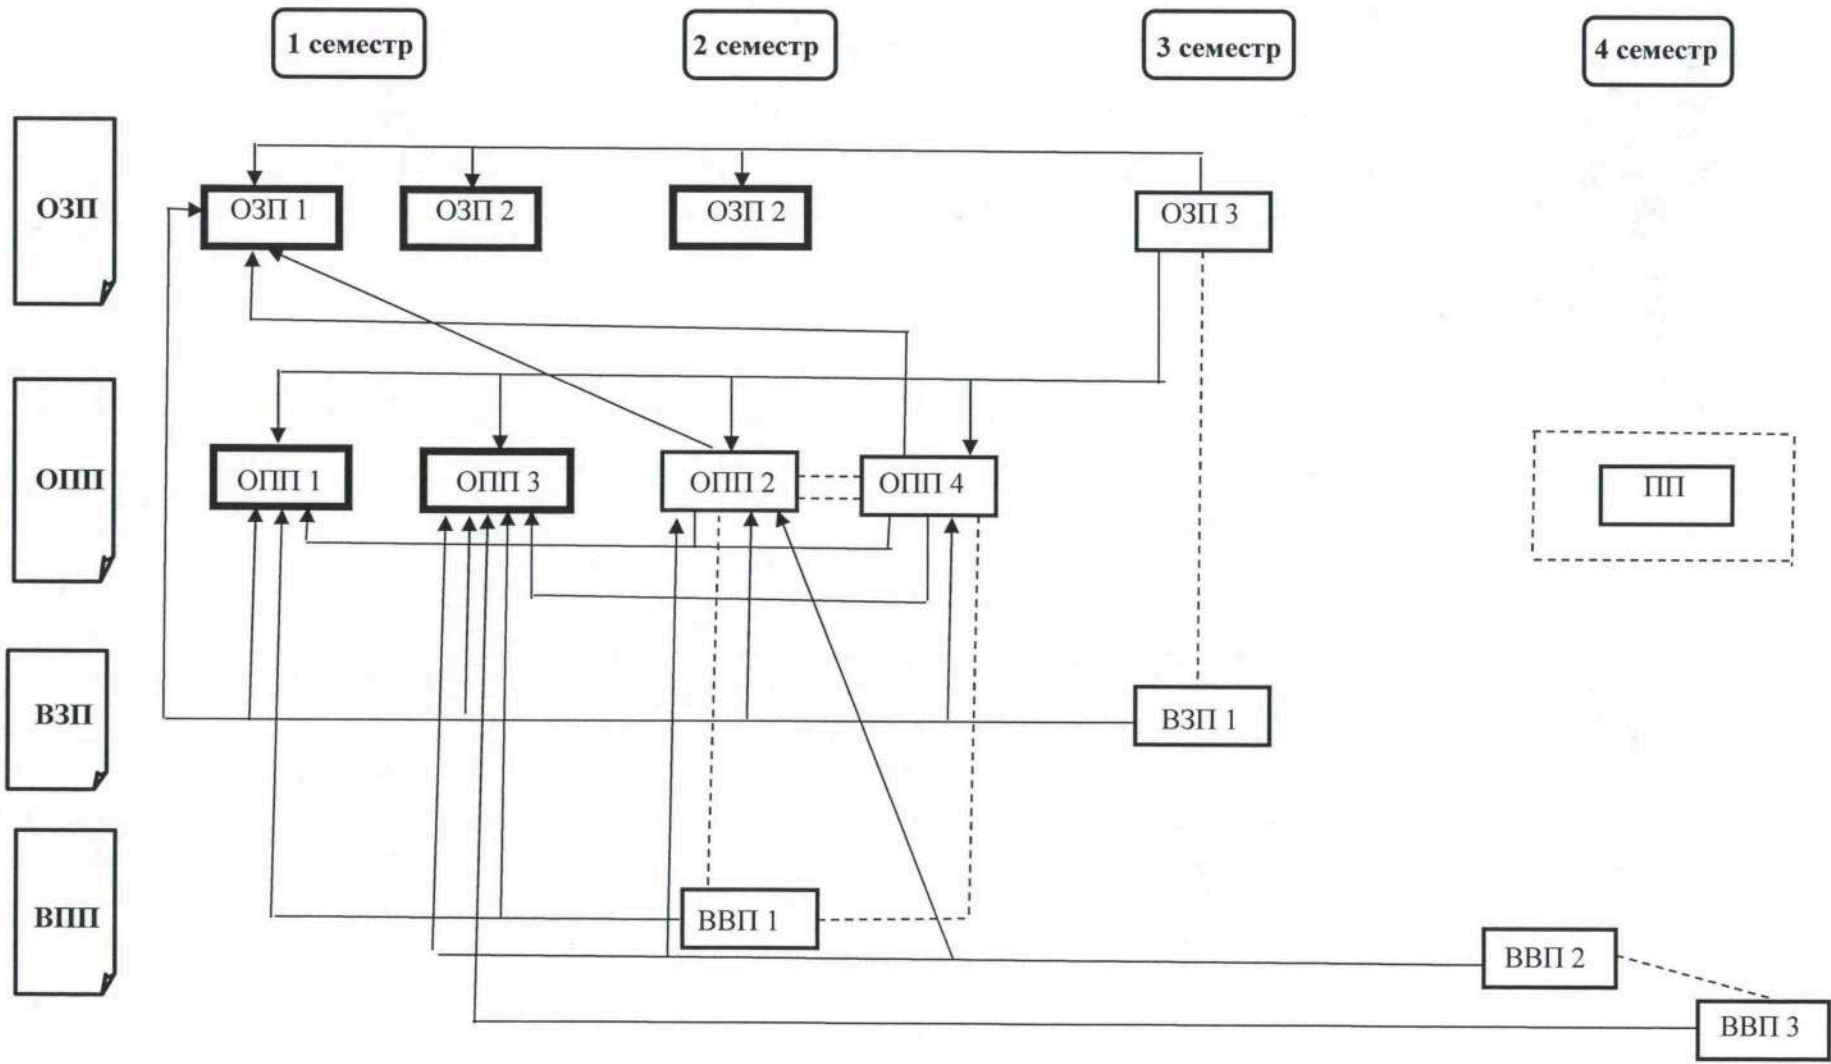 1 семестр
2 семестр
3 семестр
4 семестр
ОЗП
ОЗП 1
ОЗП 2
ОЗП 2
ОЗП 3
ОПП
ОПП 1
ОПП 3
ОПП 2
ОПП 4
ПП
ВЗП
ВЗП 1
ВПП
ВВП 1
ВВП 2
ВВП 3